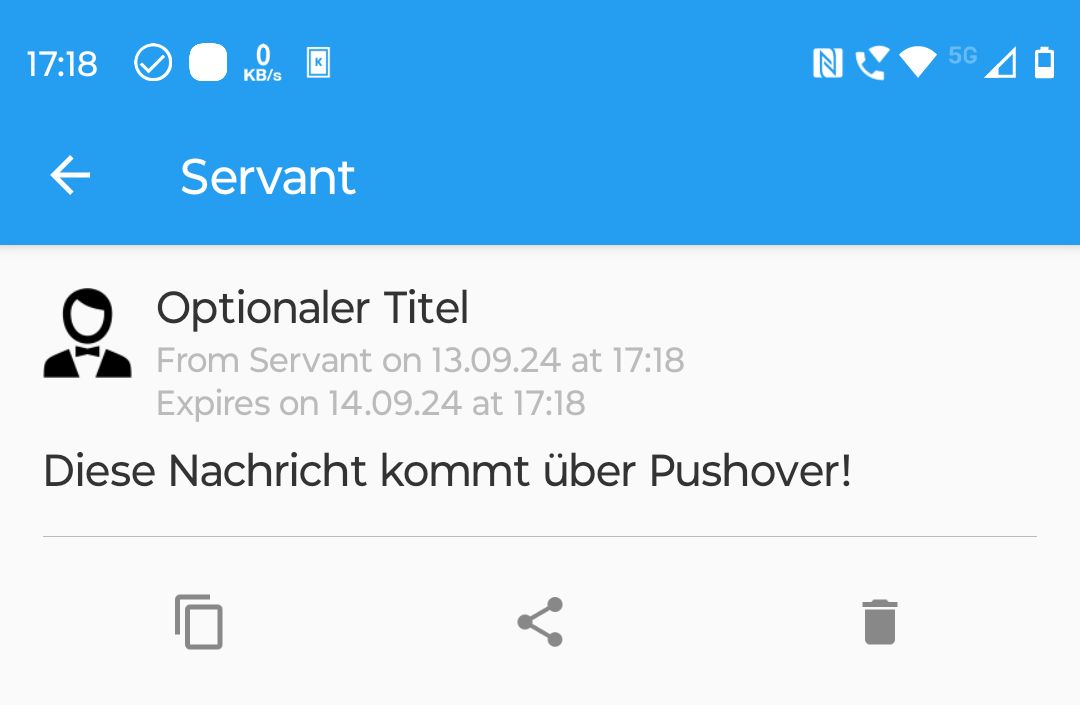 17:18
0
KB/s
K
5G
Servant
Optionaler Titel
From Servant on 13.09.24 at 17:18
Expires on 14.09.24 at 17:18
Diese Nachricht kommt über Pushover!